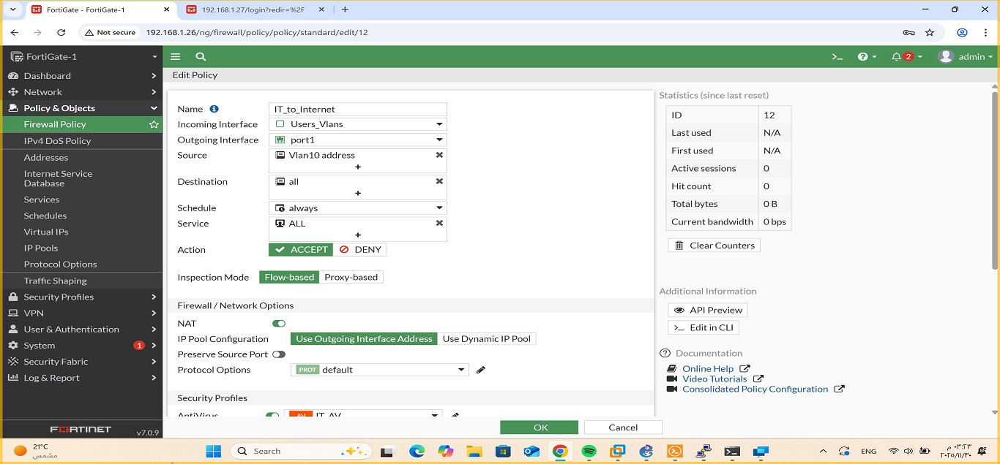 FortiGate - FortiGate-1
192.168.1.27/login?redir=%2F
Not secure
192.168.1.26/ng/firewall/policy/policy/standard/edit/12
FortiGate-1
>_
2
admin
Dashboard
Network
Policy & Objects
Firewall Policy
IPv4 DoS Policy
Addresses
Internet Service
Database
Services
Schedules
Virtual IPs
IP Pools
Protocol Options
Traffic Shaping
Security Profiles
VPN
User & Authentication
System
1
Security Fabric
Log & Report
FORTINET
v7.0.9
Edit Policy
Name
IT_to_Internet
Incoming Interface
Users_Vlans
Outgoing Interface
port1
Source
Vlan10 address
+
Destination
all
+
Schedule
always
Service
ALL
+
Action
ACCEPT
DENY
Inspection Mode
Flow-based
Proxy-based
Firewall / Network Options
NAT
IP Pool Configuration
Use Outgoing Interface Address
Use Dynamic IP Pool
Preserve Source Port
Protocol Options
PROT
default
Security Profiles
AntiVirus
AV
IT_AV
OK
Cancel
Statistics (since last reset)
ID 12
Last used N/A
First used N/A
Active sessions 0
Hit count 0
Total bytes 0 B
Current bandwidth 0 bps
Clear Counters
Additional Information
API Preview
>_ Edit in CLI
Documentation
Online Help
Video Tutorials
Consolidated Policy Configuration
21°C
مشمس
Search
ENG
٠٣:٢٣ م
٢٠٢٥/١١/٣٠